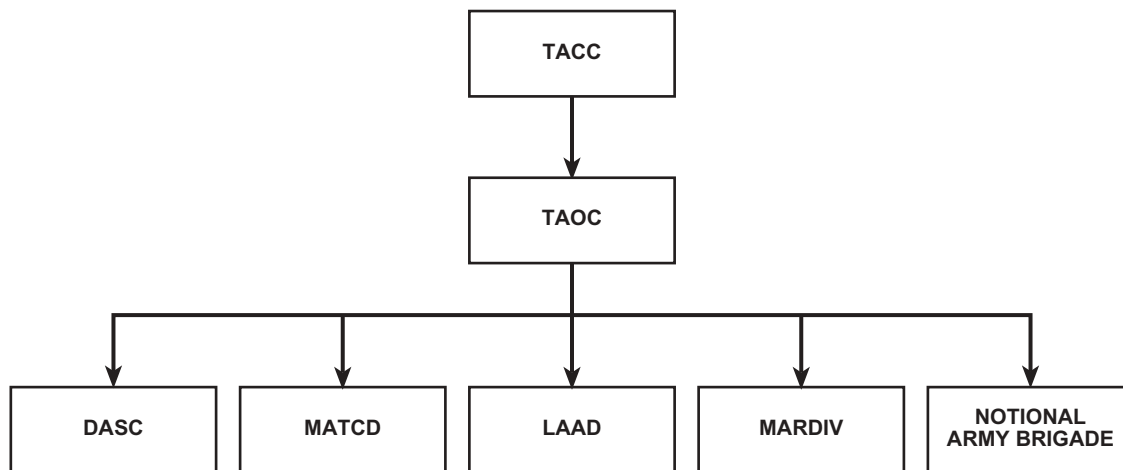 TACC
TAOC
DASC
MATCD
LAAD
MARDIV
NOTIONAL
ARMY BRIGADE